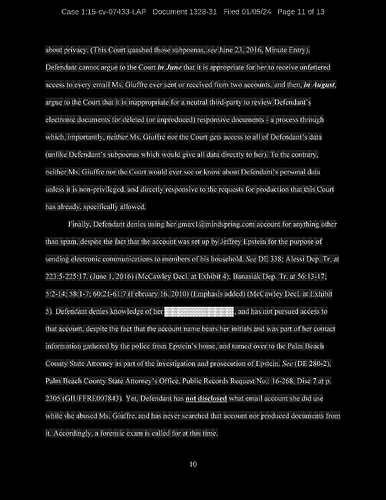 Case 1:15-cv-07433-LAP Document 1328-31 Filed 01/05/24 Page 11 of 13
about privacy. (This Court quashed those subpoenas, see June 23, 2016, Minute Entry).
Defendant cannot argue to the Court in June that it is appropriate for her to receive unfettered
access to every email Ms. Giuffre ever sent or received from two accounts, and then, in August,
argue to the Court that it is inappropriate for a neutral third-party to review Defendant's
electronic documents for deleted (or unproduced) responsive documents - a process through
which, importantly, neither Ms. Giuffre nor the Court gets access to all of Defendant's data
(unlike Defendant's subpoenas which would give all data directly to her). To the contrary,
neither Ms. Giuffre nor the Court would ever see or know about Defendant's personal data
unless it is non-privileged, and directly responsive to the requests for production that this Court
has already, specifically allowed.
Finally, Defendant denies using her gmax1@mindspring.com account for anything other
than spam, despite the fact that the account was set up by Jeffrey Epstein for the purpose of
sending electronic communications to members of his household. See DE 338; Alessi Dep. Tr. at
223:5-225:17. (June 1, 2016) (McCawley Decl. at Exhibit 4); Banasiak Dep. Tr. at 56:13-17;
5:2-14; 58:1-7; 60:21-61:7 (February 16, 2010) (Emphasis added) (McCawley Decl. at Exhibit
5). Defendant denies knowledge of her , and has not pursued access to
that account, despite the fact that the account name bears her initials and was part of her contact
information gathered by the police from Epstein's home, and turned over to the Palm Beach
County State Attorney as part of the investigation and prosecution of Epstein. See (DE 280-2),
Palm Beach County State Attorney's Office, Public Records Request No.: 16-268, Disc 7 at p.
2305 (GIUFFRE007843). Yet, Defendant has not disclosed what email account she did use
while she abused Ms. Giuffre, and has never searched that account nor produced documents from
it. Accordingly, a forensic exam is called for at this time.
10